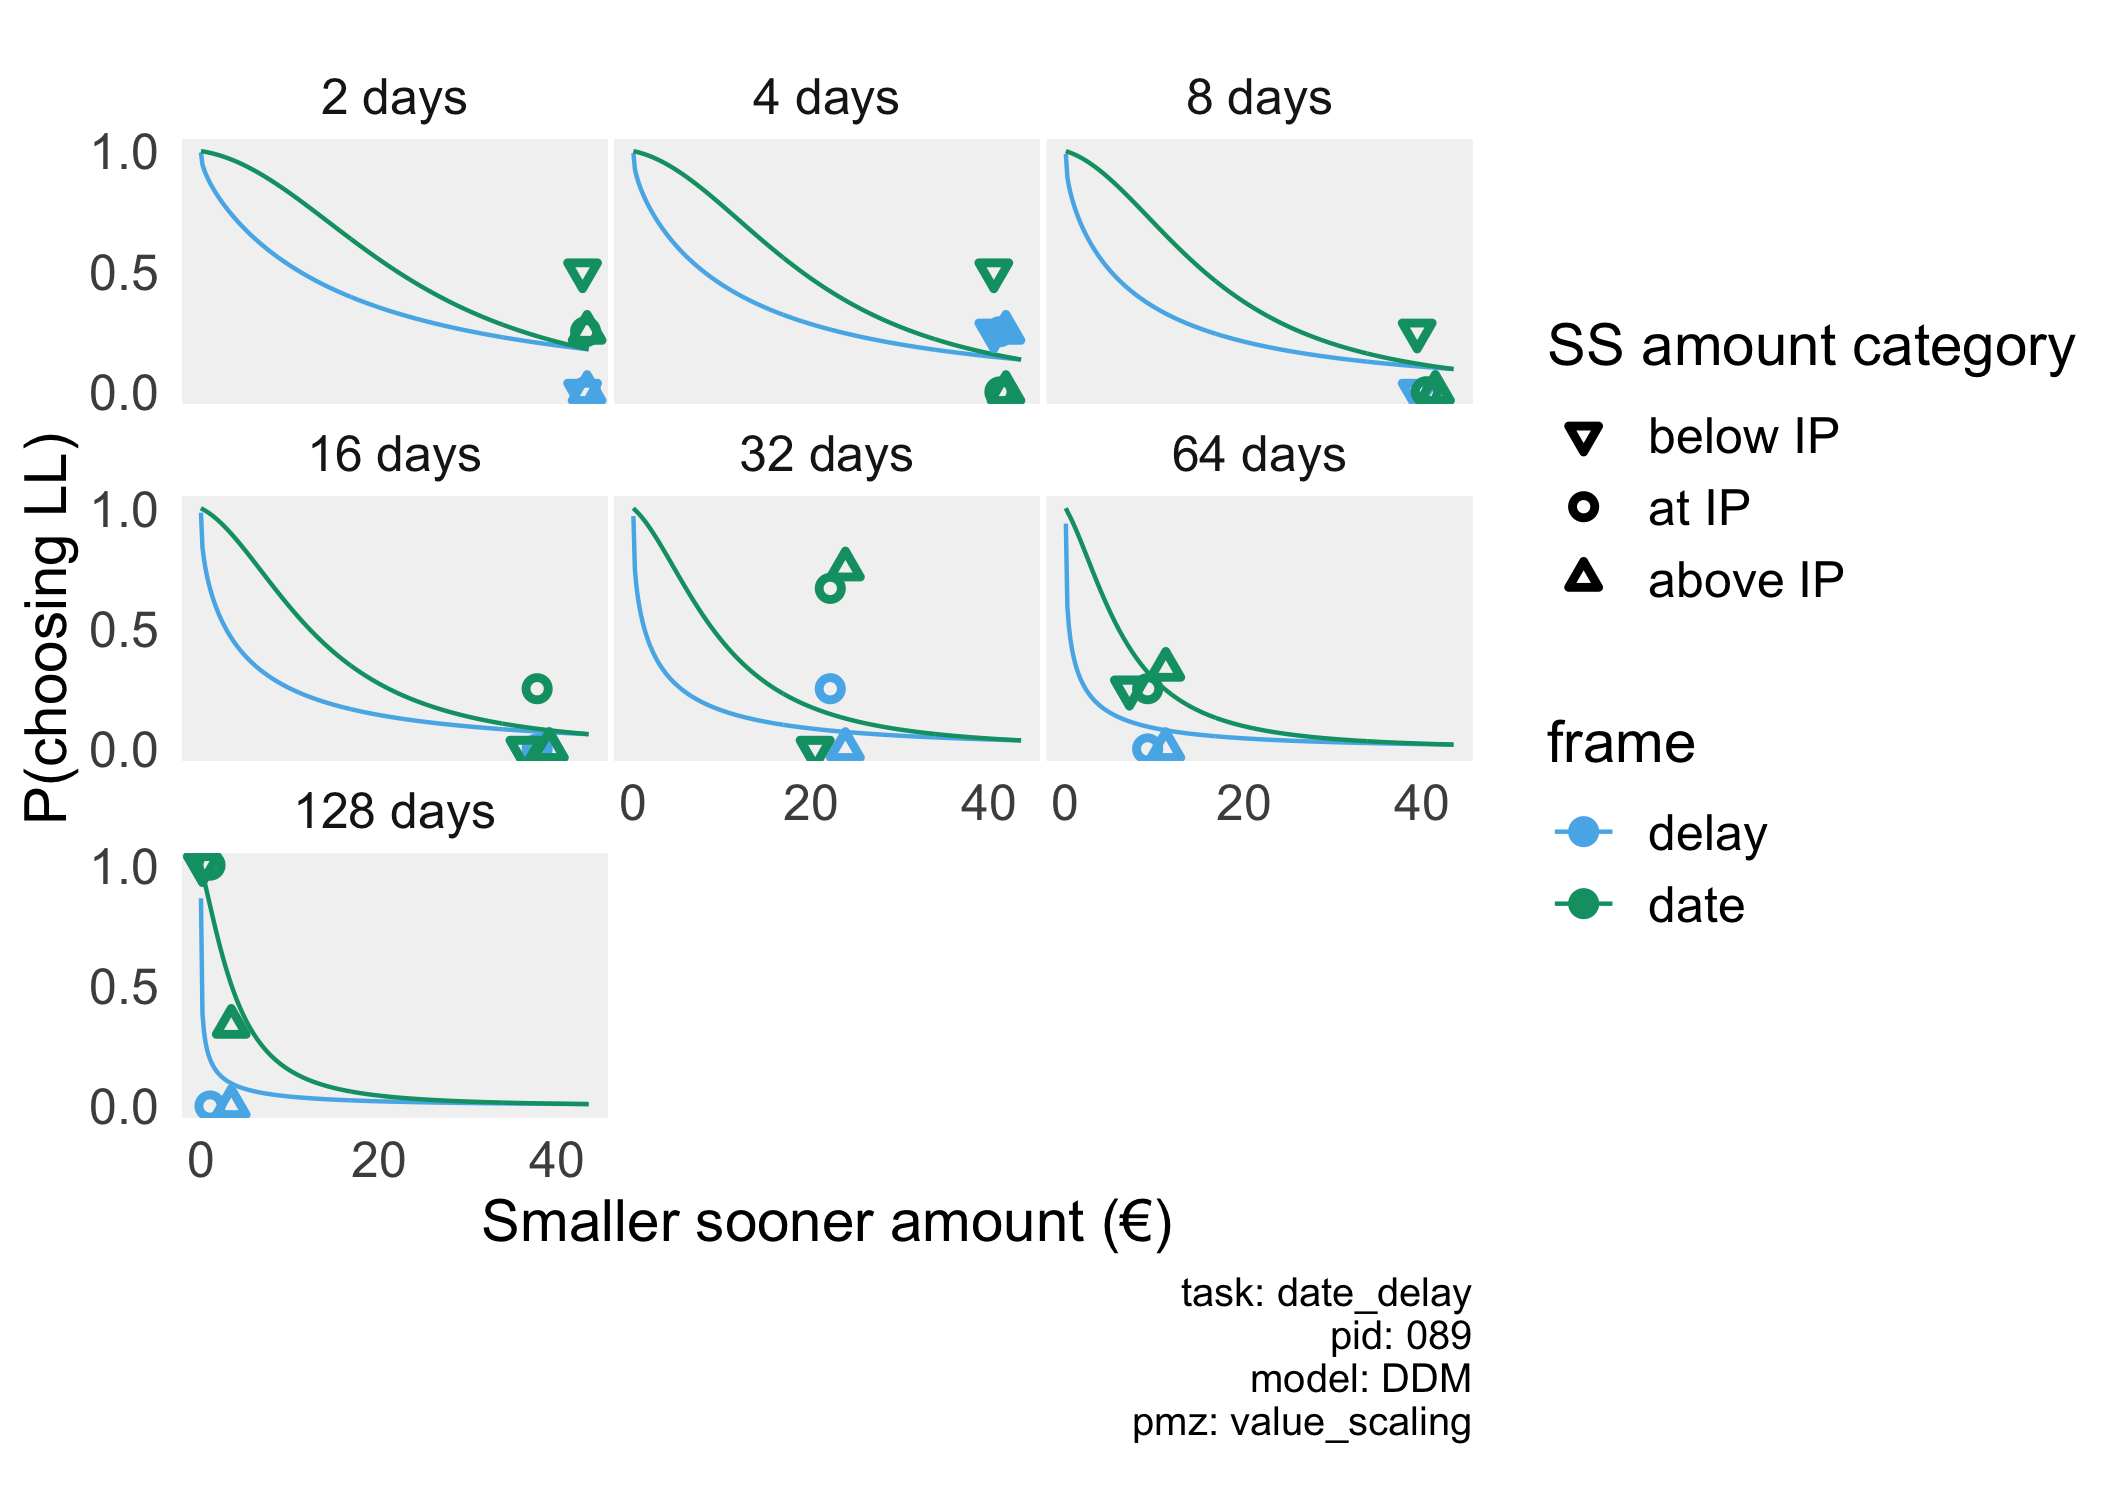 2 days
4 days
8 days
1.0
0.5
0.0
16 days
32 days
64 days
1.0
0.5
0.0
0 20 40
0 20 40
128 days
1.0
0.5
0.0
0 20 40
P(choosing LL)
Smaller sooner amount (€)
SS amount category
below IP
at IP
above IP
frame
delay
date
task: date_delay
pid: 089
model: DDM
pmz: value_scaling